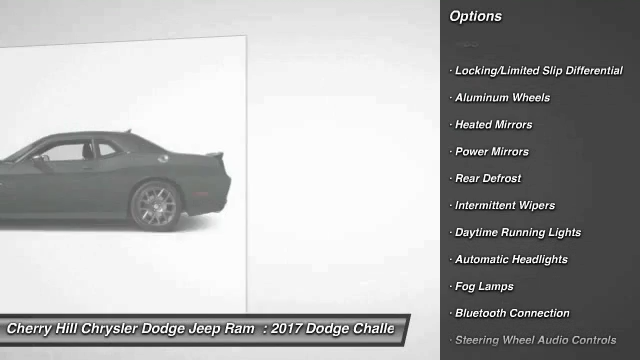 Options
· Locking/Limited Slip Differential
· Aluminum Wheels
· Heated Mirrors
· Power Mirrors
· Rear Defrost
· Intermittent Wipers
· Daytime Running Lights
· Automatic Headlights
· Fog Lamps
· Bluetooth Connection
· Steering Wheel Audio Controls
Cherry Hill Chrysler Dodge Jeep Ram : 2017 Dodge Challe